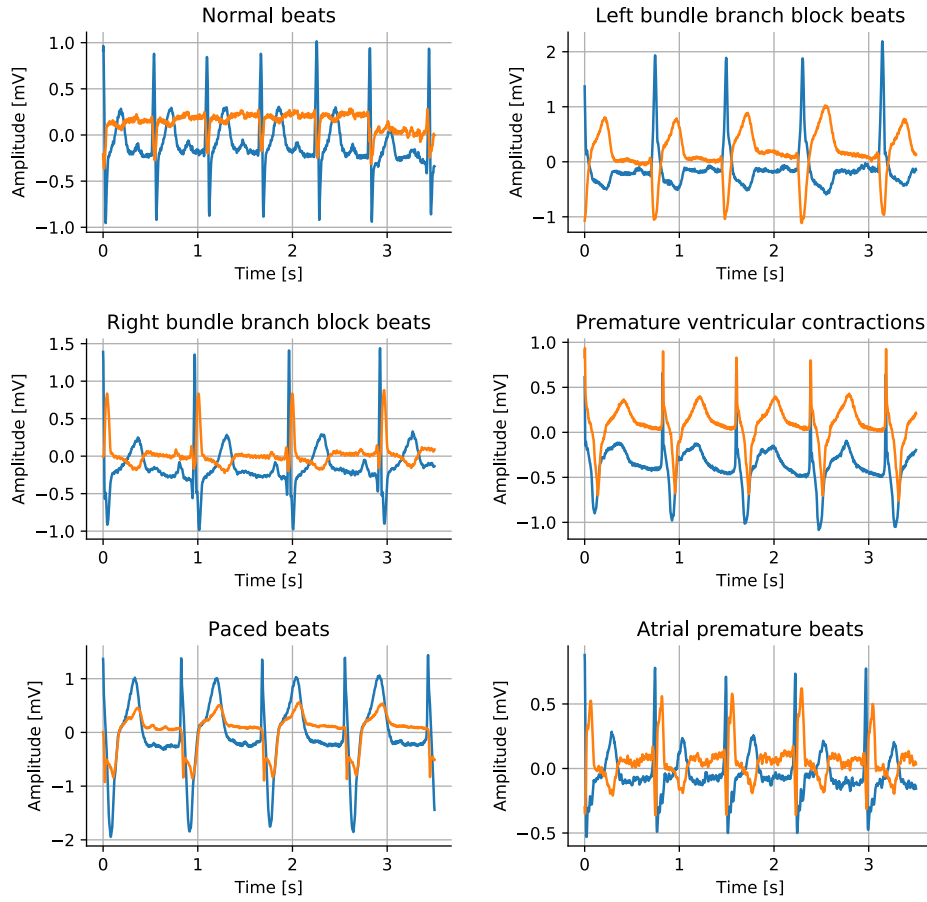 Normal beats
Amplitude [mV]
1.0
0.5
0.0
−0.5
−1.0
0 1 2 3
Time [s]
Left bundle branch block beats
Amplitude [mV]
2
1
0
−1
0 1 2 3
Time [s]
Right bundle branch block beats
Amplitude [mV]
1.5
1.0
0.5
0.0
−0.5
−1.0
0 1 2 3
Time [s]
Premature ventricular contractions
Amplitude [mV]
1.0
0.5
0.0
−0.5
−1.0
0 1 2 3
Time [s]
Paced beats
Amplitude [mV]
1
0
−1
−2
0 1 2 3
Time [s]
Atrial premature beats
Amplitude [mV]
0.5
0.0
−0.5
0 1 2 3
Time [s]